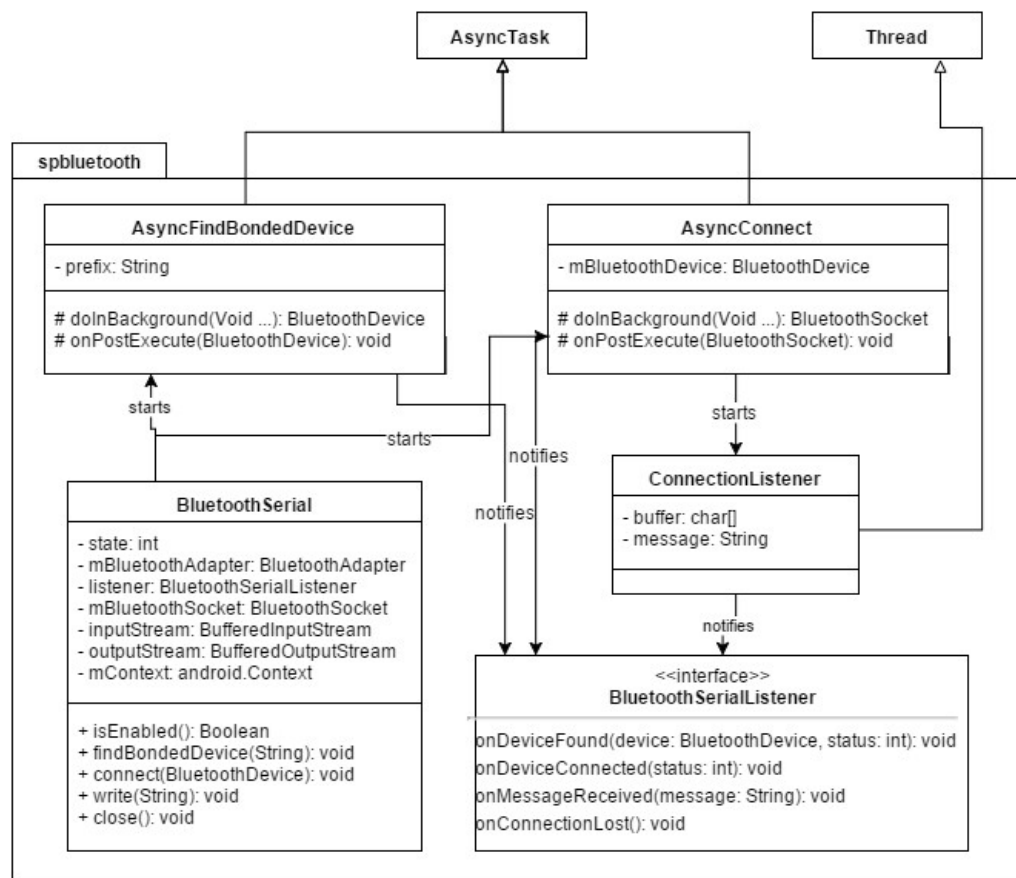 AsyncTask
Thread
spbluetooth
AsyncFindBondedDevice
- prefix: String
# doInBackground(Void ...): BluetoothDevice
# onPostExecute(BluetoothDevice): void
AsyncConnect
- mBluetoothDevice: BluetoothDevice
# doInBackground(Void ...): BluetoothSocket
# onPostExecute(BluetoothSocket): void
starts
starts
starts
notifies
notifies
ConnectionListener
- buffer: char[]
- message: String
notifies
BluetoothSerial
- state: int
- mBluetoothAdapter: BluetoothAdapter
- listener: BluetoothSerialListener
- mBluetoothSocket: BluetoothSocket
- inputStream: BufferedInputStream
- outputStream: BufferedOutputStream
- mContext: android.Context
+ isEnabled(): Boolean
+ findBondedDevice(String): void
+ connect(BluetoothDevice): void
+ write(String): void
+ close(): void
<<interface>>
BluetoothSerialListener
onDeviceFound(device: BluetoothDevice, status: int): void
onDeviceConnected(status: int): void
onMessageReceived(message: String): void
onConnectionLost(): void